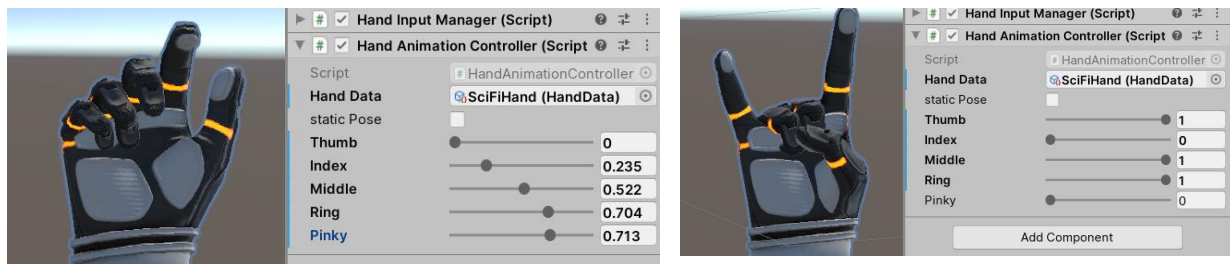 Hand Input Manager (Script)
Hand Animation Controller (Script
Script
# HandAnimationController
Hand Data
SciFiHand (HandData)
static Pose
Thumb
0
Index
0.235
Middle
0.522
Ring
0.704
Pinky
0.713
Hand Input Manager (Script)
Hand Animation Controller (Script
Script
# HandAnimationController
Hand Data
SciFiHand (HandData)
static Pose
Thumb
1
Index
0
Middle
1
Ring
1
Pinky
0
Add Component